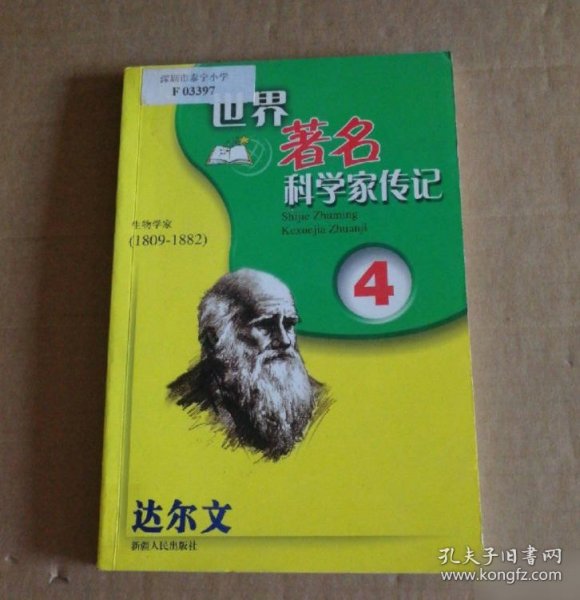 深圳市泰宁小学
F 03397
世界
著名
科学家传记
Shijie Zhuming
Kexuejia Zhuanji
4
生物学家
(1809-1882)
达尔文
新疆人民出版社
孔夫子旧书网
www.kongfz.com